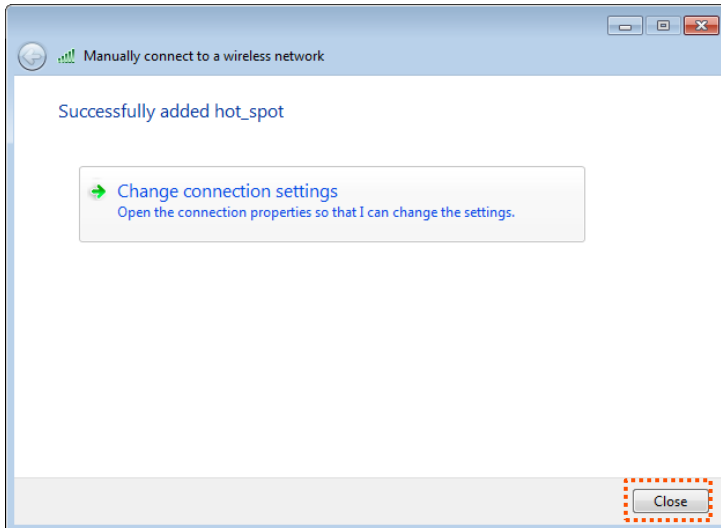 Manually connect to a wireless network
Successfully added hot_spot
Change connection settings
Open the connection properties so that I can change the settings.
Close